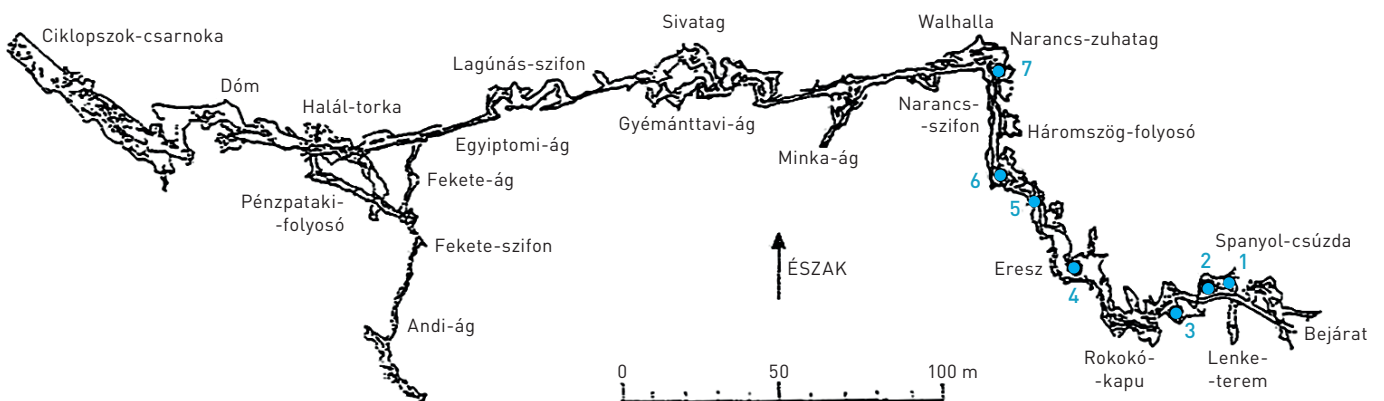 Ciklopszok-csarnoka
Dóm
Halál-torka
Lagúnás-szifon
Sivatag
Walhalla
Narancs-zuhatag
7
Narancs-
-szifon
Gyémánttavi-ág
Egyiptomi-ág
Minka-ág
Háromszög-folyosó
Fekete-ág
6
Pénzpataki-
-folyosó
5
Fekete-szifon
ÉSZAK
Eresz
4
Spanyol-csúzda
2
1
3
Andi-ág
Bejárat
Rokokó-
-kapu
Lenke-
-terem
0
50
100 m